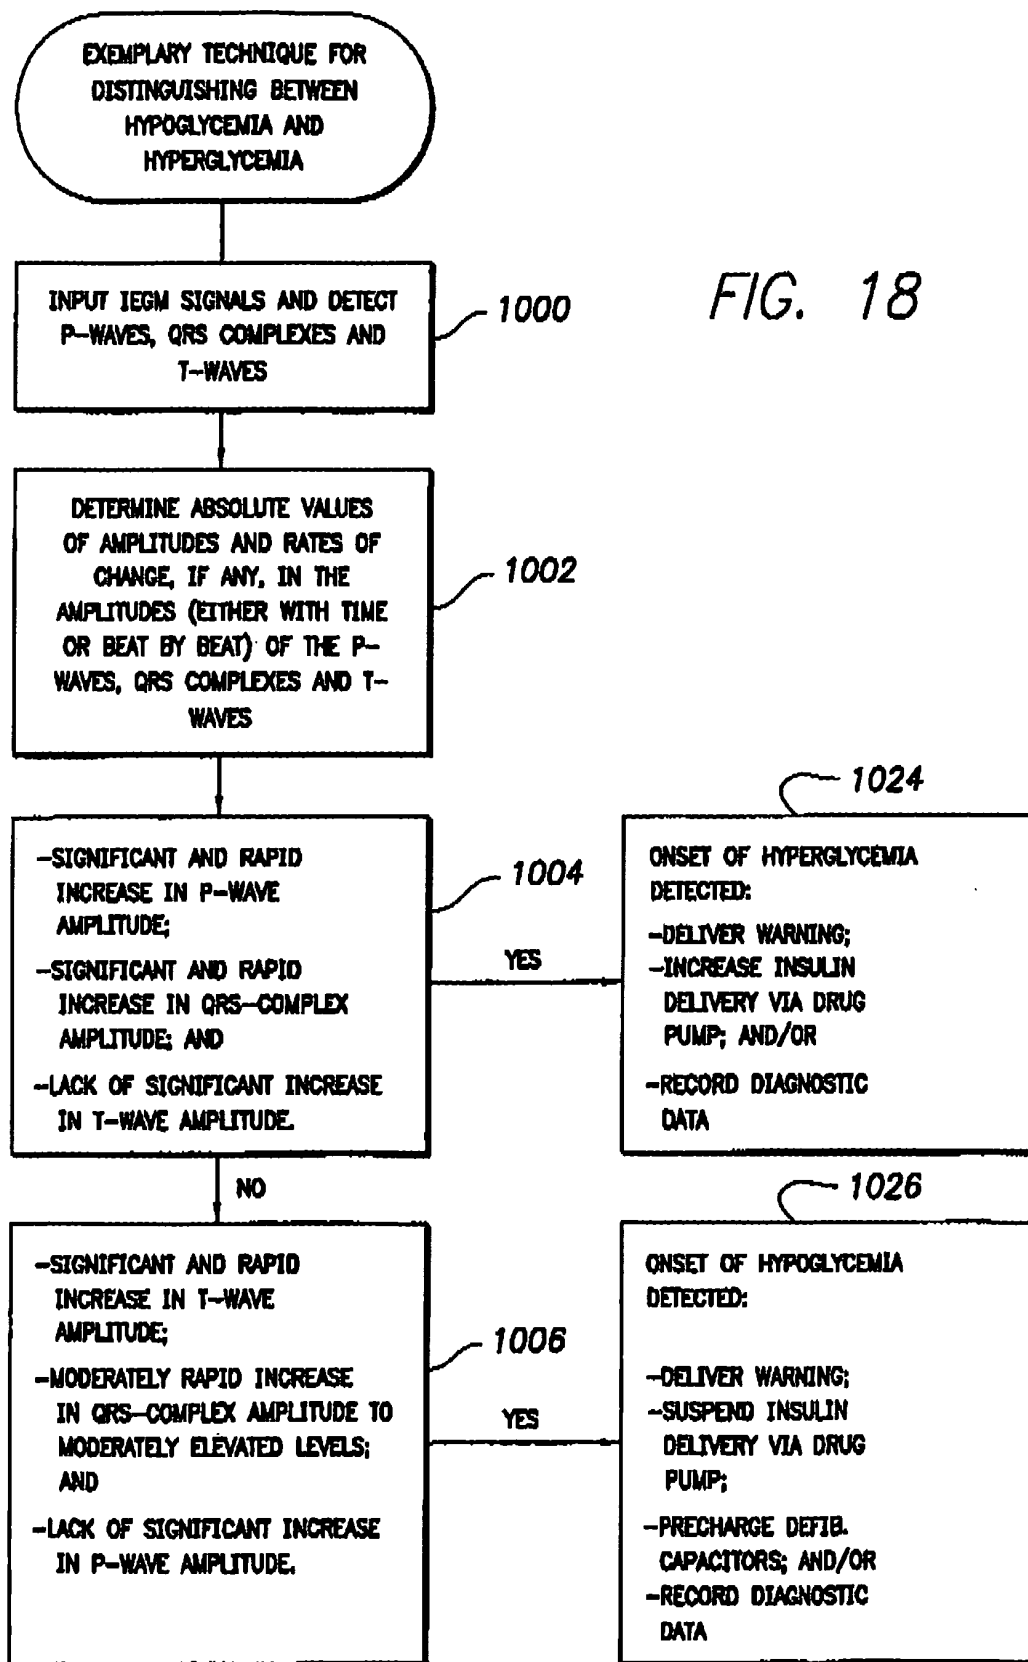 EXEMPLARY TECHNIQUE FOR
DISTINGUISHING BETWEEN
HYPOGLYCEMIA AND
HYPERGLYCEMIA
INPUT IEGM SIGNALS AND DETECT
P-WAVES, QRS COMPLEXES AND
T-WAVES
1000
FIG. 18
DETERMINE ABSOLUTE VALUES
OF AMPLITUDES AND RATES OF
CHANGE, IF ANY, IN THE
AMPLITUDES (EITHER WITH TIME
OR BEAT BY BEAT) OF THE P-
WAVES, QRS COMPLEXES AND T-
WAVES
1002
-SIGNIFICANT AND RAPID
INCREASE IN P-WAVE
AMPLITUDE;
-SIGNIFICANT AND RAPID
INCREASE IN QRS-COMPLEX
AMPLITUDE; AND
-LACK OF SIGNIFICANT INCREASE
IN T-WAVE AMPLITUDE.
1004
YES
1024
ONSET OF HYPERGLYCEMIA
DETECTED:
-DELIVER WARNING;
-INCREASE INSULIN
DELIVERY VIA DRUG
PUMP; AND/OR
-RECORD DIAGNOSTIC
DATA
NO
-SIGNIFICANT AND RAPID
INCREASE IN T-WAVE
AMPLITUDE;
-MODERATELY RAPID INCREASE
IN QRS-COMPLEX AMPLITUDE TO
MODERATELY ELEVATED LEVELS;
AND
-LACK OF SIGNIFICANT INCREASE
IN P-WAVE AMPLITUDE.
1006
YES
1026
ONSET OF HYPOGLYCEMIA
DETECTED:
-DELIVER WARNING;
-SUSPEND INSULIN
DELIVERY VIA DRUG
PUMP;
-PRECHARGE DEFIB.
CAPACITORS; AND/OR
-RECORD DIAGNOSTIC
DATA